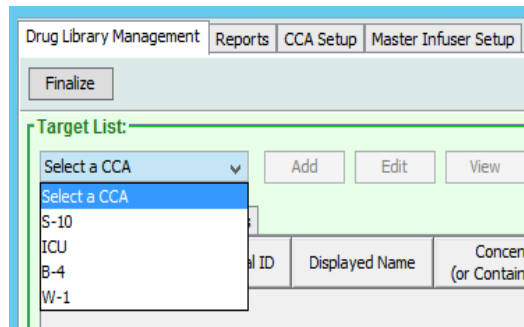 Drug Library Management Reports CCA Setup Master Infuser Setup
Finalize
Target List:
Select a CCA Add Edit View
Select a CCA
S-10
ICU
B-4
W-1
ID Displayed Name
Concen
(or Contain